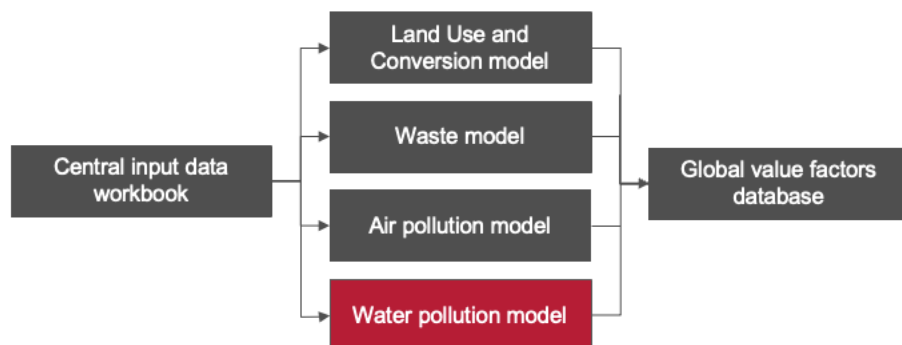 Land Use and
Conversion model
Waste model
Central input data
workbook
Global value factors
database
Air pollution model
Water pollution model